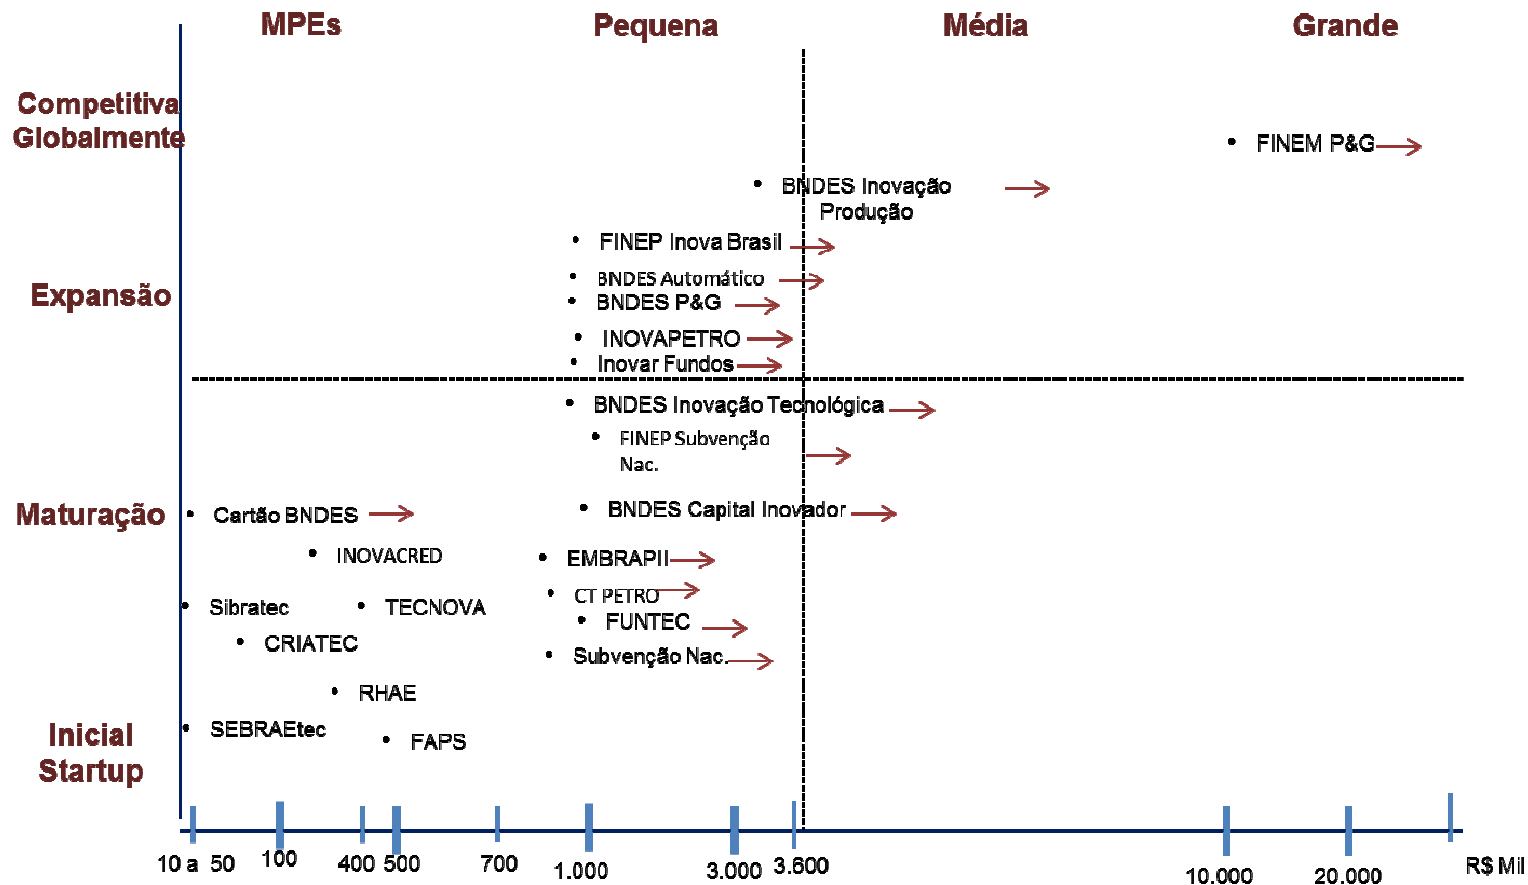 MPEs
Pequena
Média
Grande
Competitiva
Globalmente
• FINEM P&G
• BNDES Inovação
Produção
• FINEP Inova Brasil
• BNDES Automático
Expansão
• BNDES P&G
• INOVAPETRO
• Inovar Fundos
• BNDES Inovação Tecnológica
• FINEP Subvenção
Nac.
Maturação
• Cartão BNDES
• BNDES Capital Inovador
• INOVACRED
• EMBRAPII
• CT PETRO
• Sibratec
• TECNOVA
• FUNTEC
• CRIATEC
• Subvenção Nac.
• RHAE
Inicial
Startup
• SEBRAEtec
• FAPS
10 a 50
100
400
500
700
1.000
3.000
3.600
10.000
20.000
R$ Mil